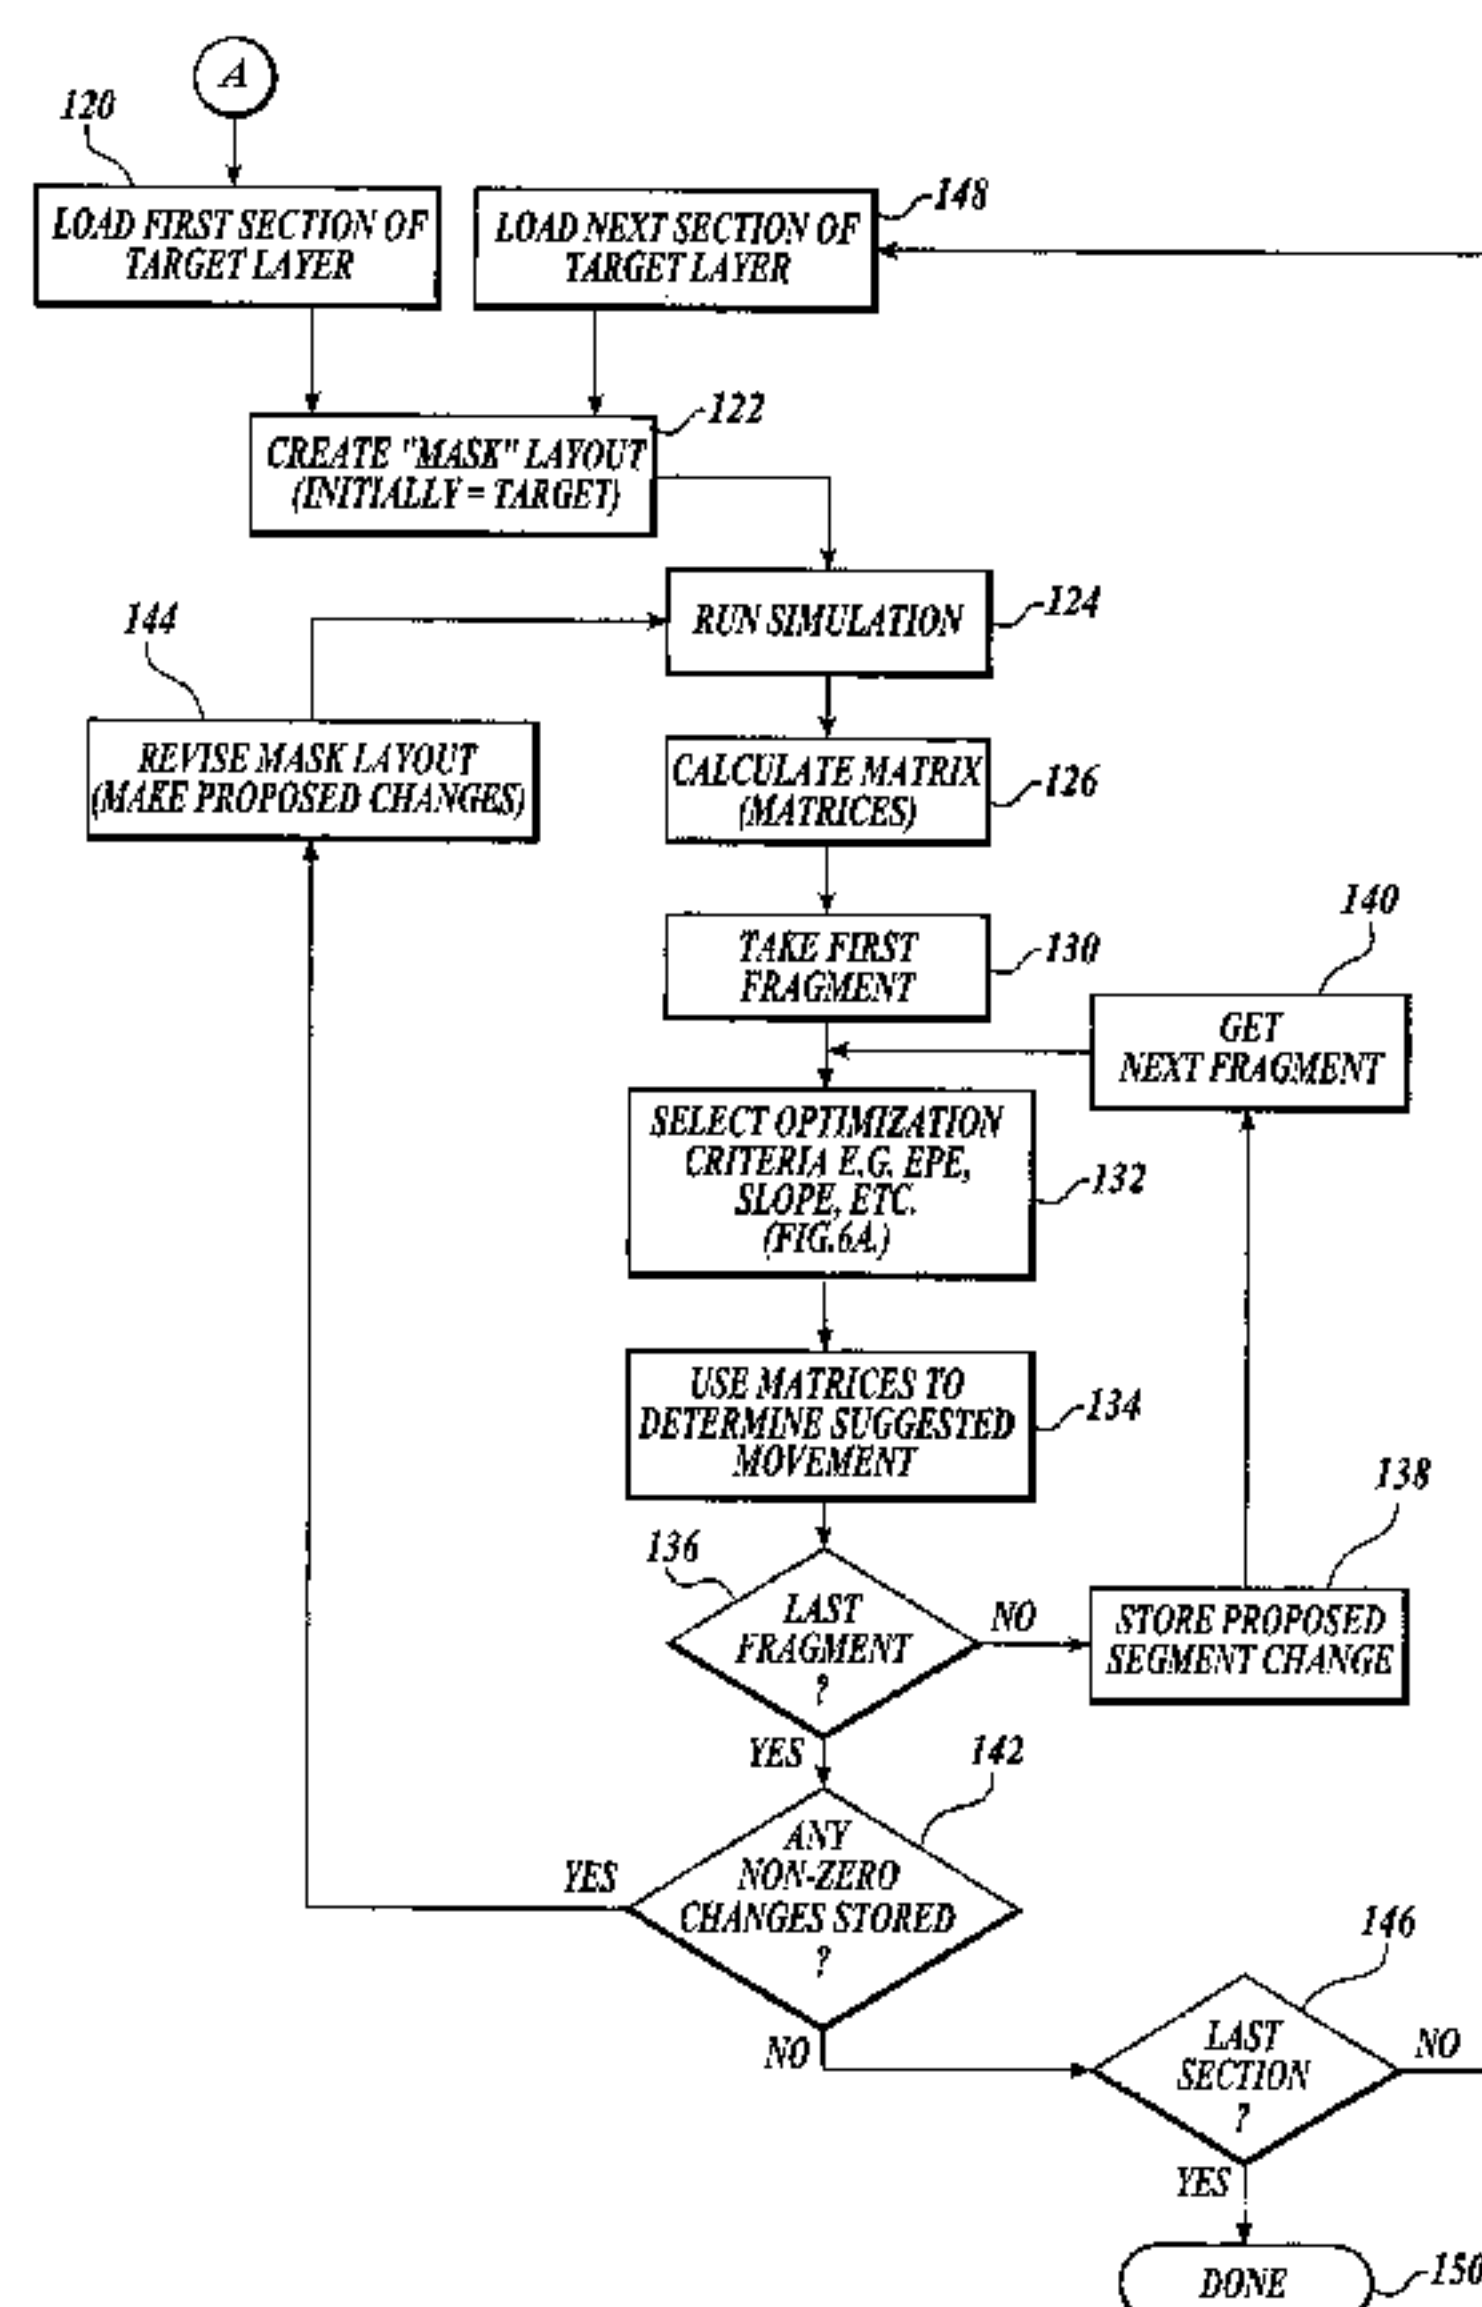 A
120
LOAD FIRST SECTION OF
TARGET LAYER
LOAD NEXT SECTION OF
TARGET LAYER
148
CREATE "MASK" LAYOUT
(INITIALLY = TARGET)
122
RUN SIMULATION
124
144
REVISE MASK LAYOUT
(MAKE PROPOSED CHANGES)
CALCULATE MATRIX
(MATRICES)
126
TAKE FIRST
FRAGMENT
130
140
GET
NEXT FRAGMENT
SELECT OPTIMIZATION
CRITERIA E.G. EPE,
SLOPE, ETC.
(FIG.6A.)
132
USE MATRICES TO
DETERMINE SUGGESTED
MOVEMENT
134
136
LAST
FRAGMENT
?
NO
138
STORE PROPOSED
SEGMENT CHANGE
YES
142
ANY
NON-ZERO
CHANGES STORED
?
YES
NO
146
LAST
SECTION
?
NO
YES
DONE
150